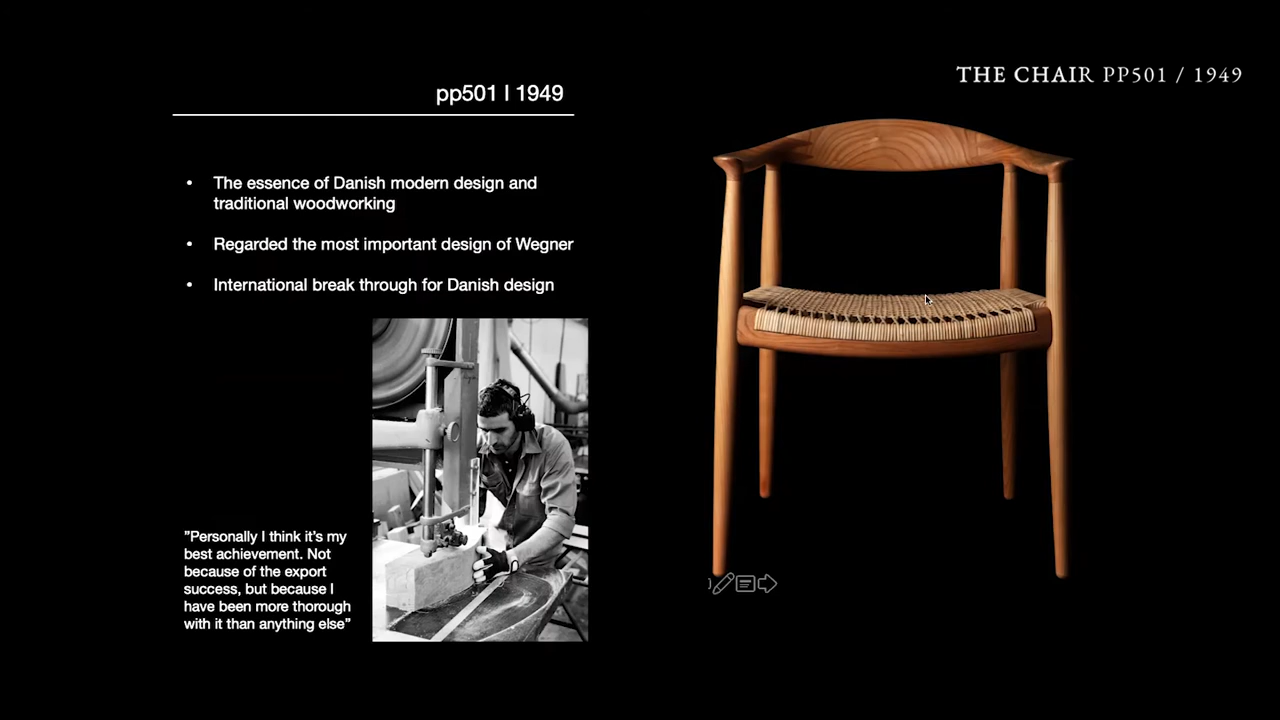 pp501 | 1949
• The essence of Danish modern design and
traditional woodworking
• Regarded the most important design of Wegner
• International break through for Danish design
”Personally I think it’s my
best achievement. Not
because of the export
success, but because I
have been more thorough
with it than anything else”
THE CHAIR PP501 / 1949